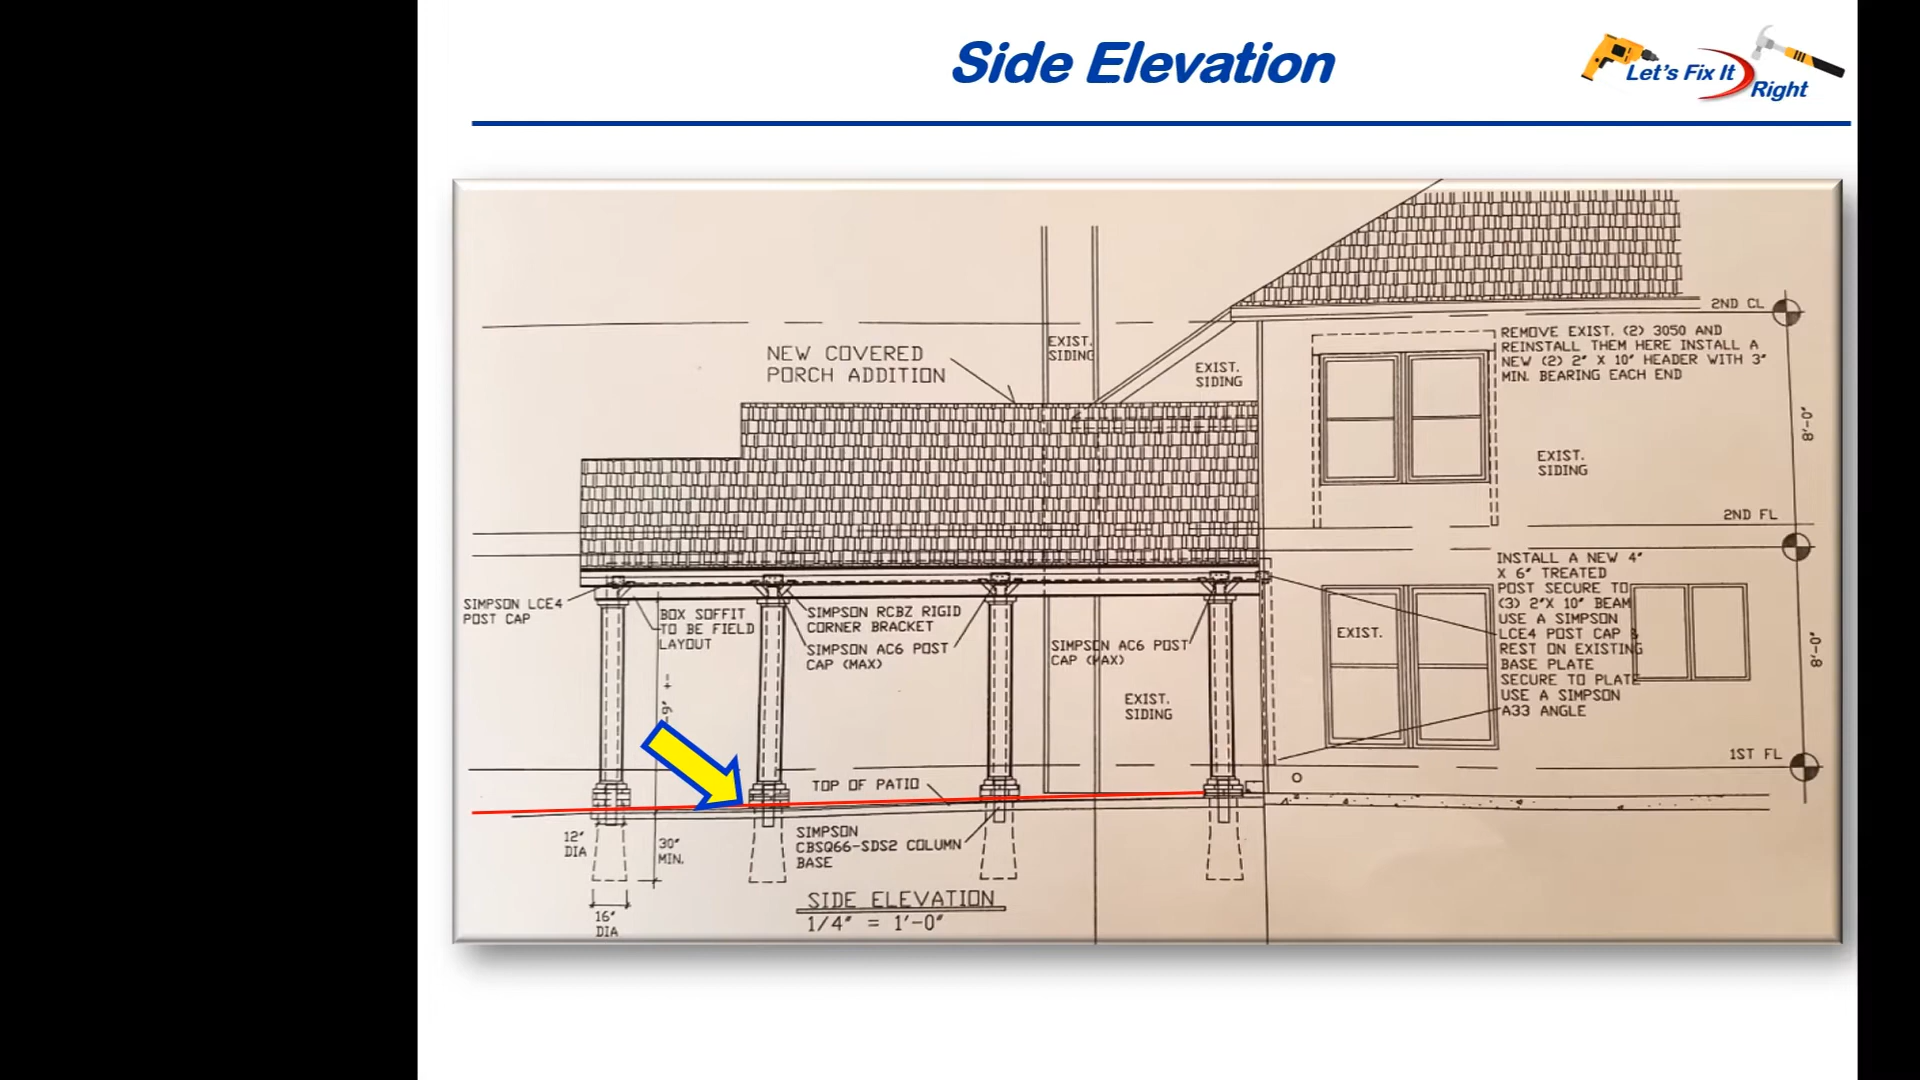 Side Elevation
Let's Fix It
Right
2ND CL
REMOVE EXIST. (2) 3050 AND
REINSTALL THEM HERE INSTALL A
NEW (2) 2" X 10" HEADER WITH 3"
MIN. BEARING EACH END
NEW COVERED
PORCH ADDITION
EXIST.
SIDING
EXIST.
SIDING
8'-0"
EXIST.
SIDING
2ND FL
INSTALL A NEW 4"
X 6" TREATED
POST SECURE TO
(3) 2"X 10" BEAM
USE A SIMPSON
LCE4 POST CAP &
REST ON EXISTING
BASE PLATE
SECURE TO PLATE
USE A SIMPSON
A33 ANGLE
SIMPSON LCE4
POST CAP
BOX SOFFIT
TO BE FIELD
LAYOUT
SIMPSON RCBZ RIGID
CORNER BRACKET
SIMPSON AC6 POST
CAP (MAX)
SIMPSON AC6 POST
CAP (MAX)
EXIST.
8'-0"
EXIST.
SIDING
9" +-
1ST FL
TOP OF PATIO
12"
DIA
30"
MIN.
SIMPSON
CBSQ66-SDS2 COLUMN
BASE
16"
DIA
SIDE ELEVATION
1/4" = 1'-0"